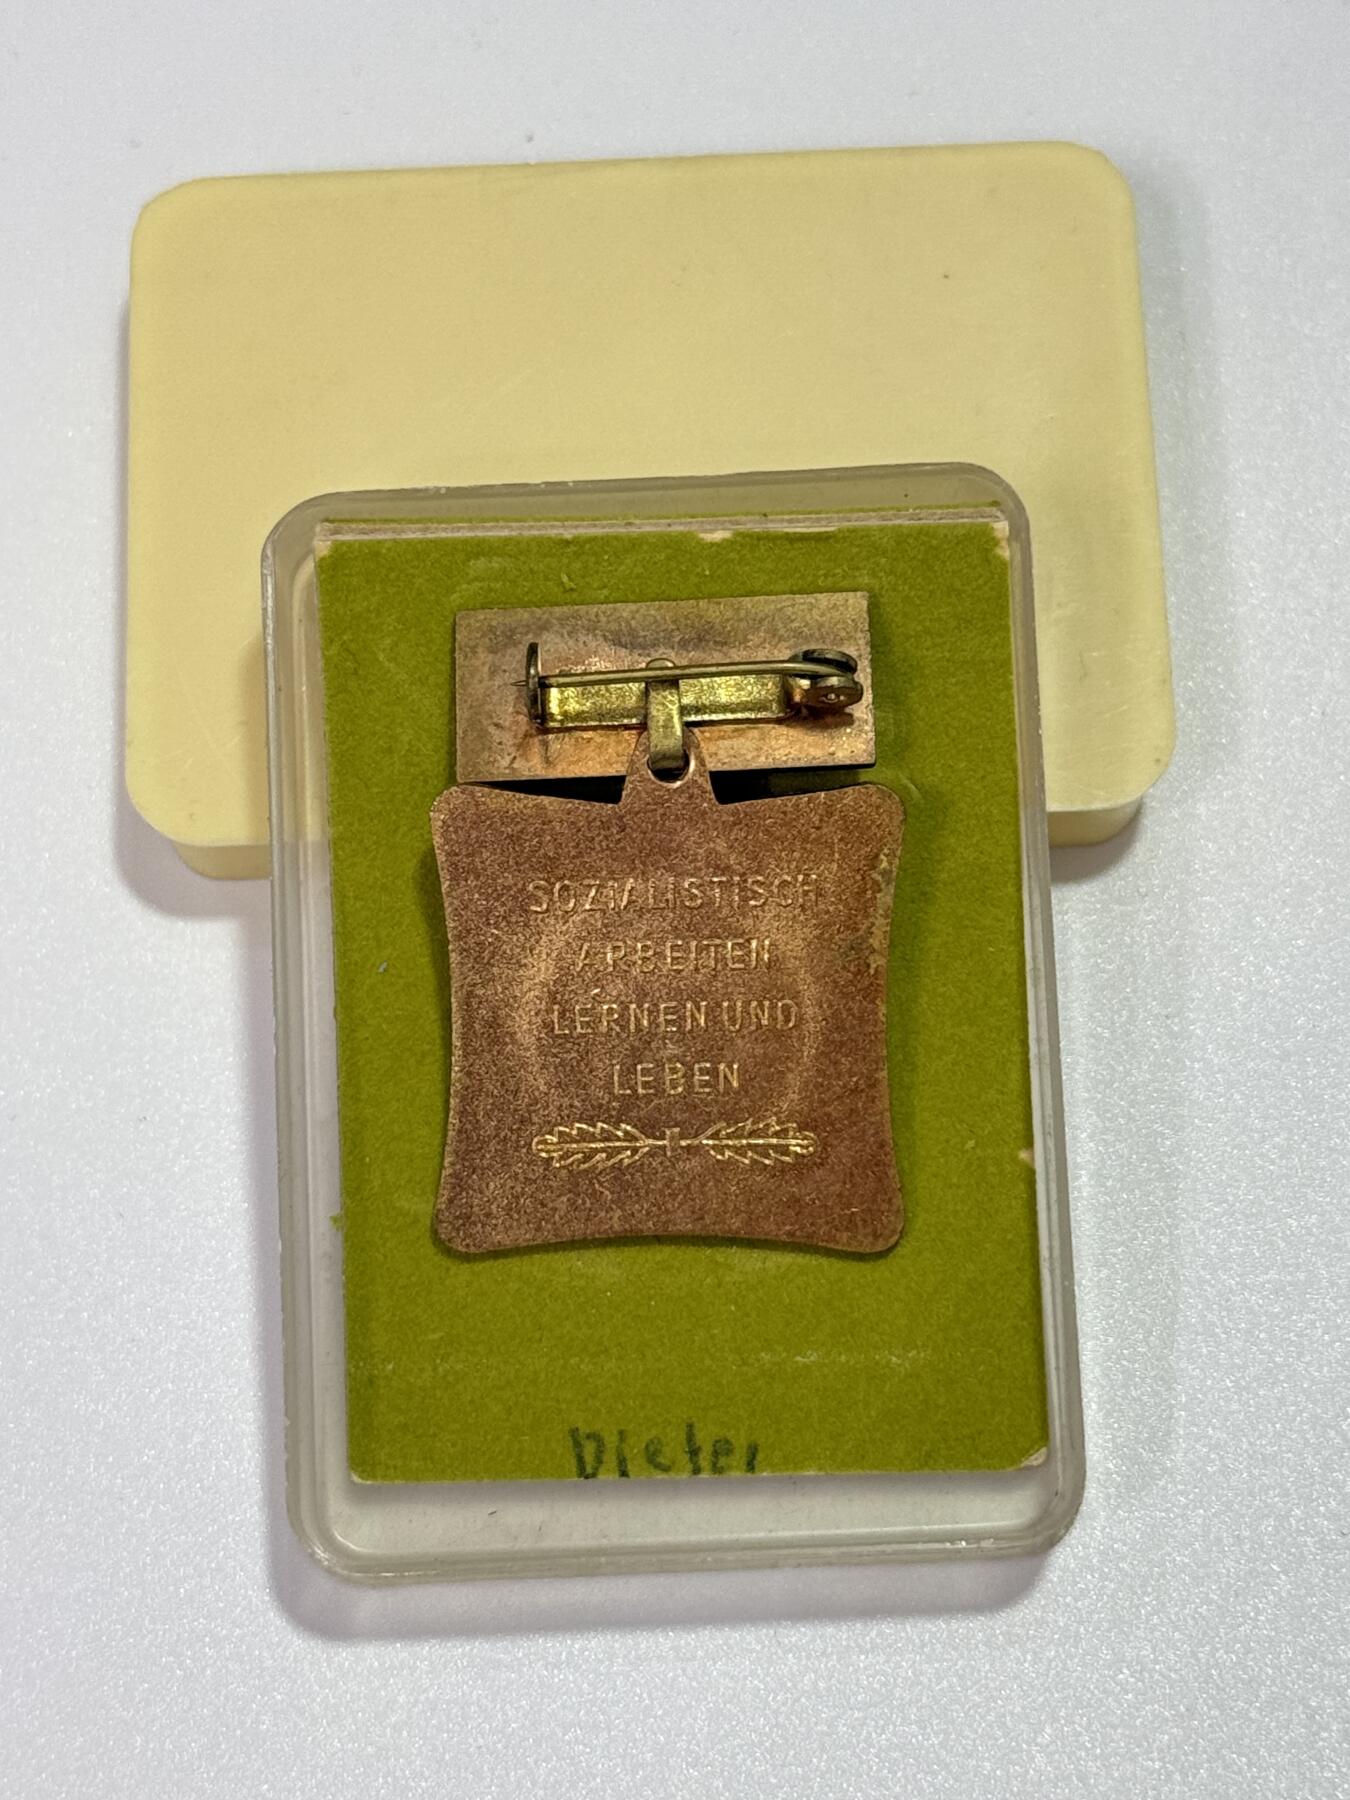 SOZIALISTISCH
ARBEITEN
LERNEN UND
LEBEN
Dieter